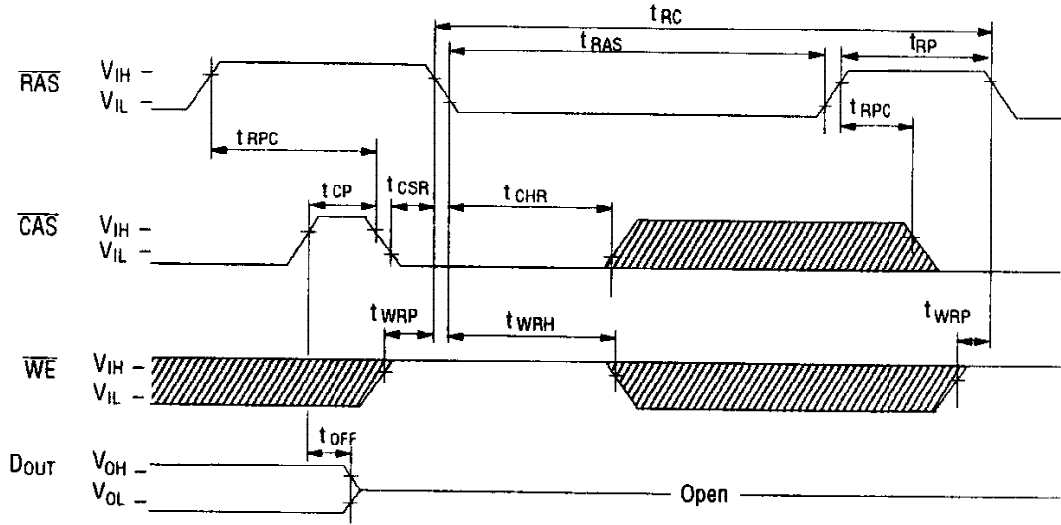 tRC
tRAS
tRP
RAS
VIH
VIL
tRPC
tRPC
tCP
tCSR
tCHR
CAS
VIH
VIL
tWRP
tWRH
tWRP
WE
VIH
VIL
tOFF
DOUT
VOH
VOL
Open